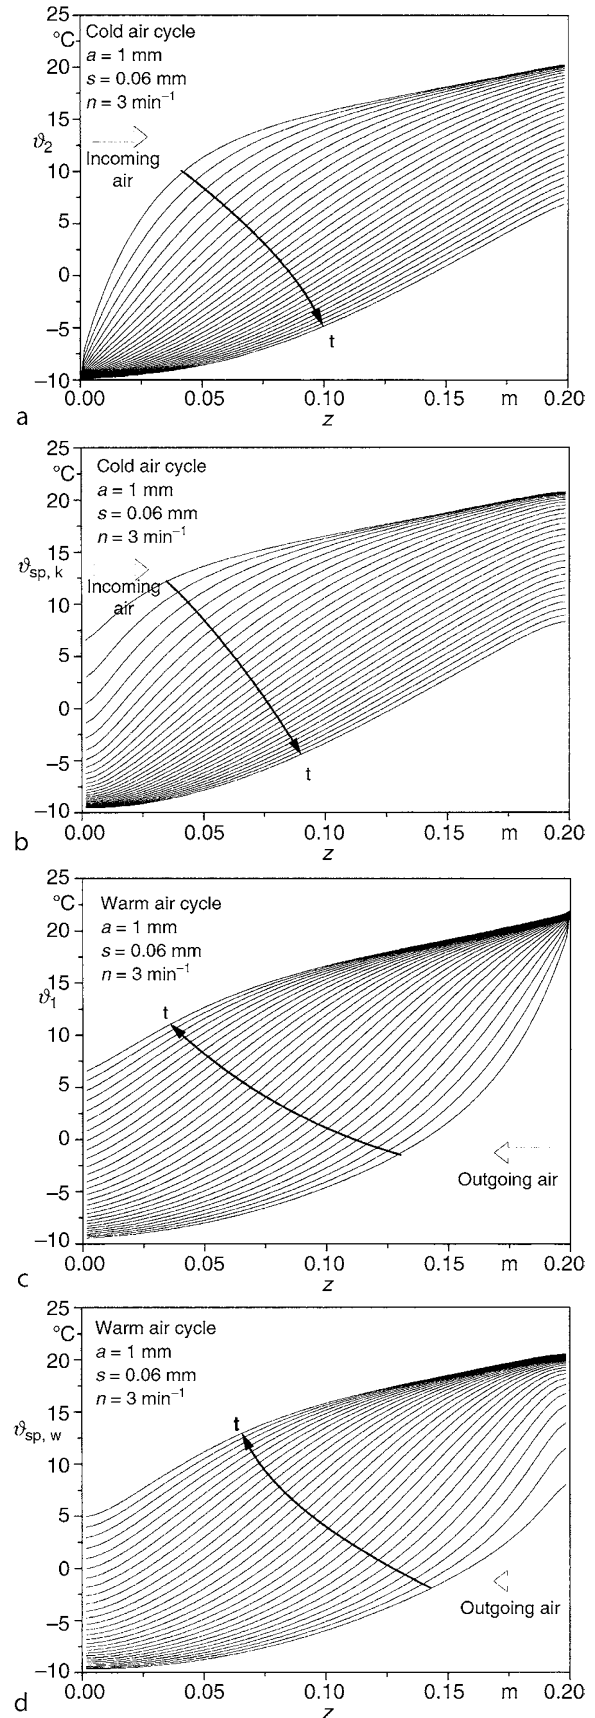 25
°C
20
15
ϑ2
10
5
0
−5
−10
Cold air cycle
a = 1 mm
s = 0.06 mm
n = 3 min−1
Incoming
air
t
0.00 0.05 0.10 0.15 m 0.20
z
a
25
°C
20
15
ϑsp, k
10
5
0
−5
−10
Cold air cycle
a = 1 mm
s = 0.06 mm
n = 3 min−1
Incoming
air
t
0.00 0.05 0.10 0.15 m 0.20
z
b
25
°C
20
15
ϑ1
10
5
0
−5
−10
Warm air cycle
a = 1 mm
s = 0.06 mm
n = 3 min−1
t
Outgoing air
0.00 0.05 0.10 0.15 m 0.20
z
c
25
°C
20
15
ϑsp, w
10
5
0
−5
−10
Warm air cycle
a = 1 mm
s = 0.06 mm
n = 3 min−1
t
Outgoing air
0.00 0.05 0.10 0.15 m 0.20
z
d